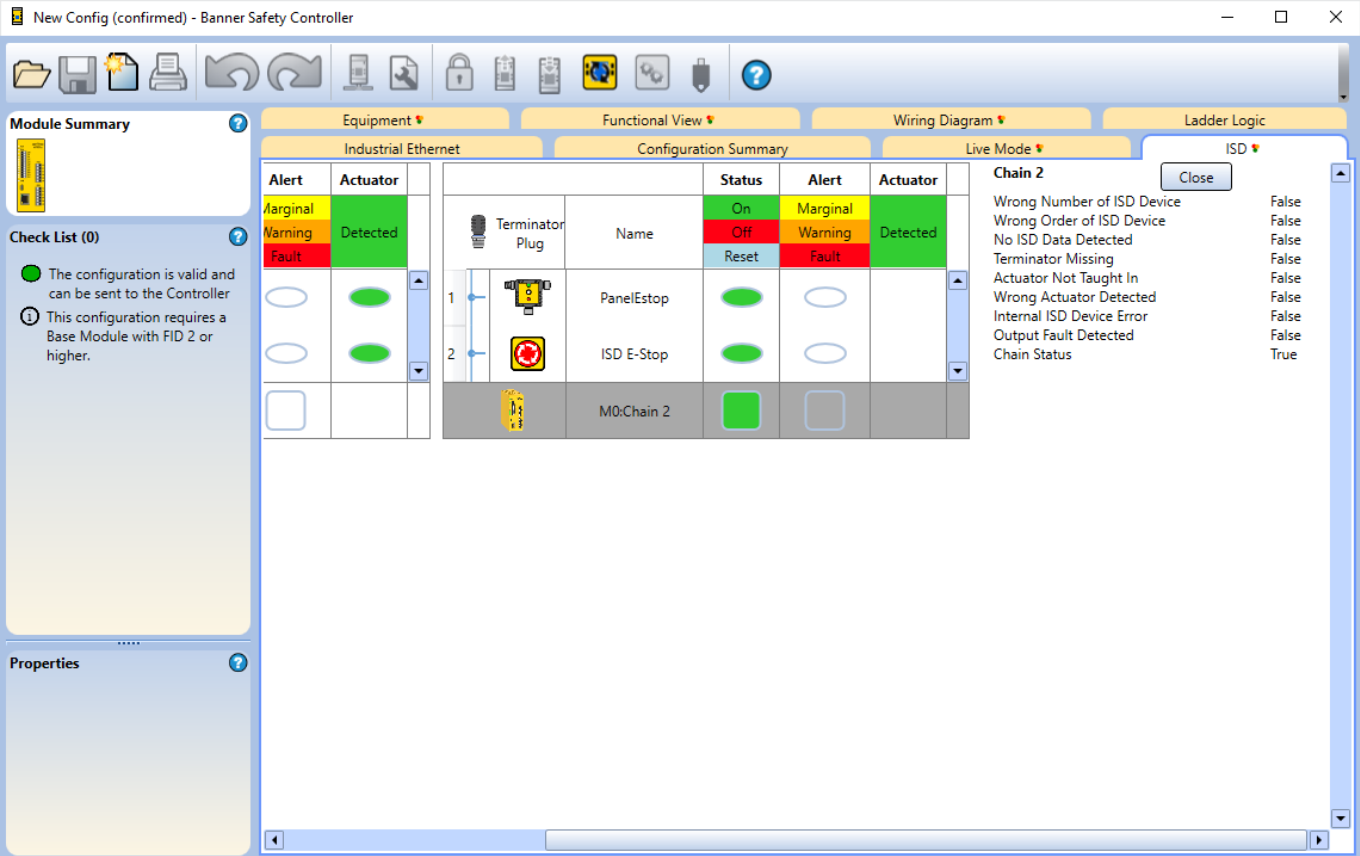 New Config (confirmed) - Banner Safety Controller
Module Summary
Check List (0)
The configuration is valid and
can be sent to the Controller
This configuration requires a
Base Module with FID 2 or
higher.
Properties
Equipment
Functional View
Wiring Diagram
Ladder Logic
Industrial Ethernet
Configuration Summary
Live Mode
ISD
Alert
Actuator
Marginal
Warning
Fault
Detected
Status
Alert
Actuator
Terminator
Plug
Name
On
Off
Reset
Marginal
Warning
Fault
Detected
1
PanelEstop
2
ISD E-Stop
M0:Chain 2
Chain 2
Close
Wrong Number of ISD Device False
Wrong Order of ISD Device False
No ISD Data Detected False
Terminator Missing False
Actuator Not Taught In False
Wrong Actuator Detected False
Internal ISD Device Error False
Output Fault Detected False
Chain Status True